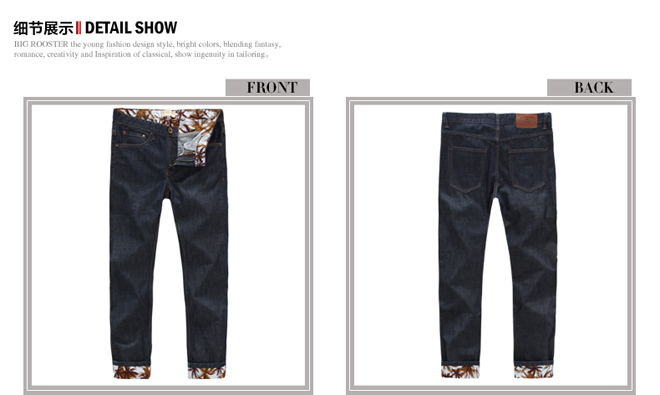 细节展示 DETAIL SHOW
BIG ROOSTER the young fashion design style, bright colors, blending fantasy,
romance, creativity and Inspiration of classical, show ingenuity in tailoring。
FRONT
BACK